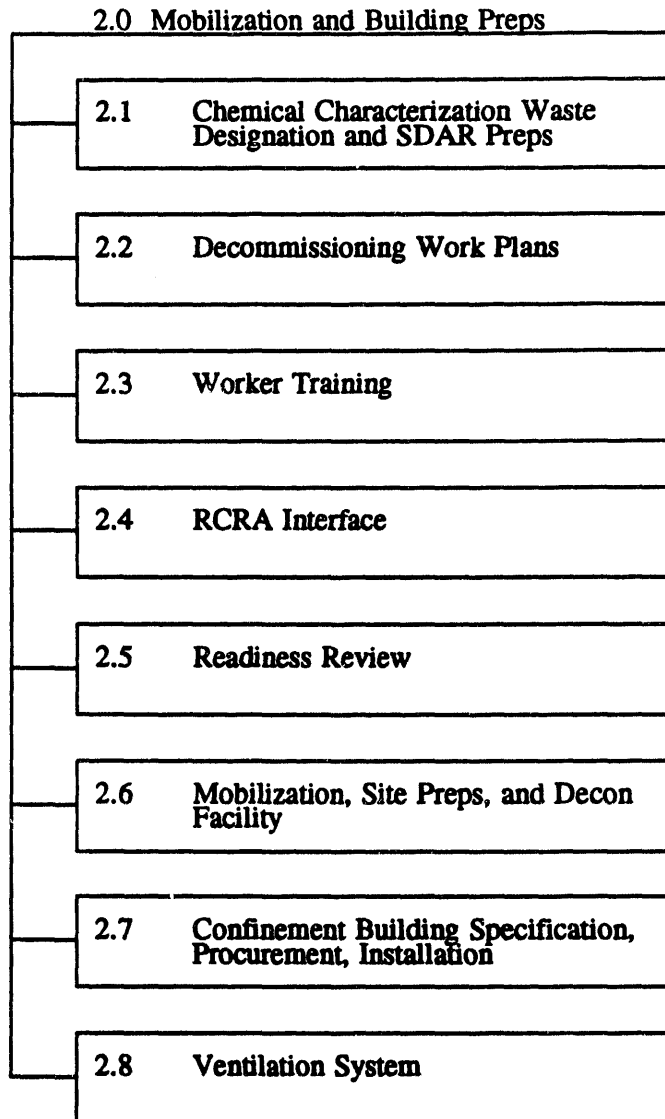 2.0 Mobilization and Building Preps
2.1 Chemical Characterization Waste
Designation and SDAR Preps
2.2 Decommissioning Work Plans
2.3 Worker Training
2.4 RCRA Interface
2.5 Readiness Review
2.6 Mobilization, Site Preps, and Decon
Facility
2.7 Confinement Building Specification,
Procurement, Installation
2.8 Ventilation System